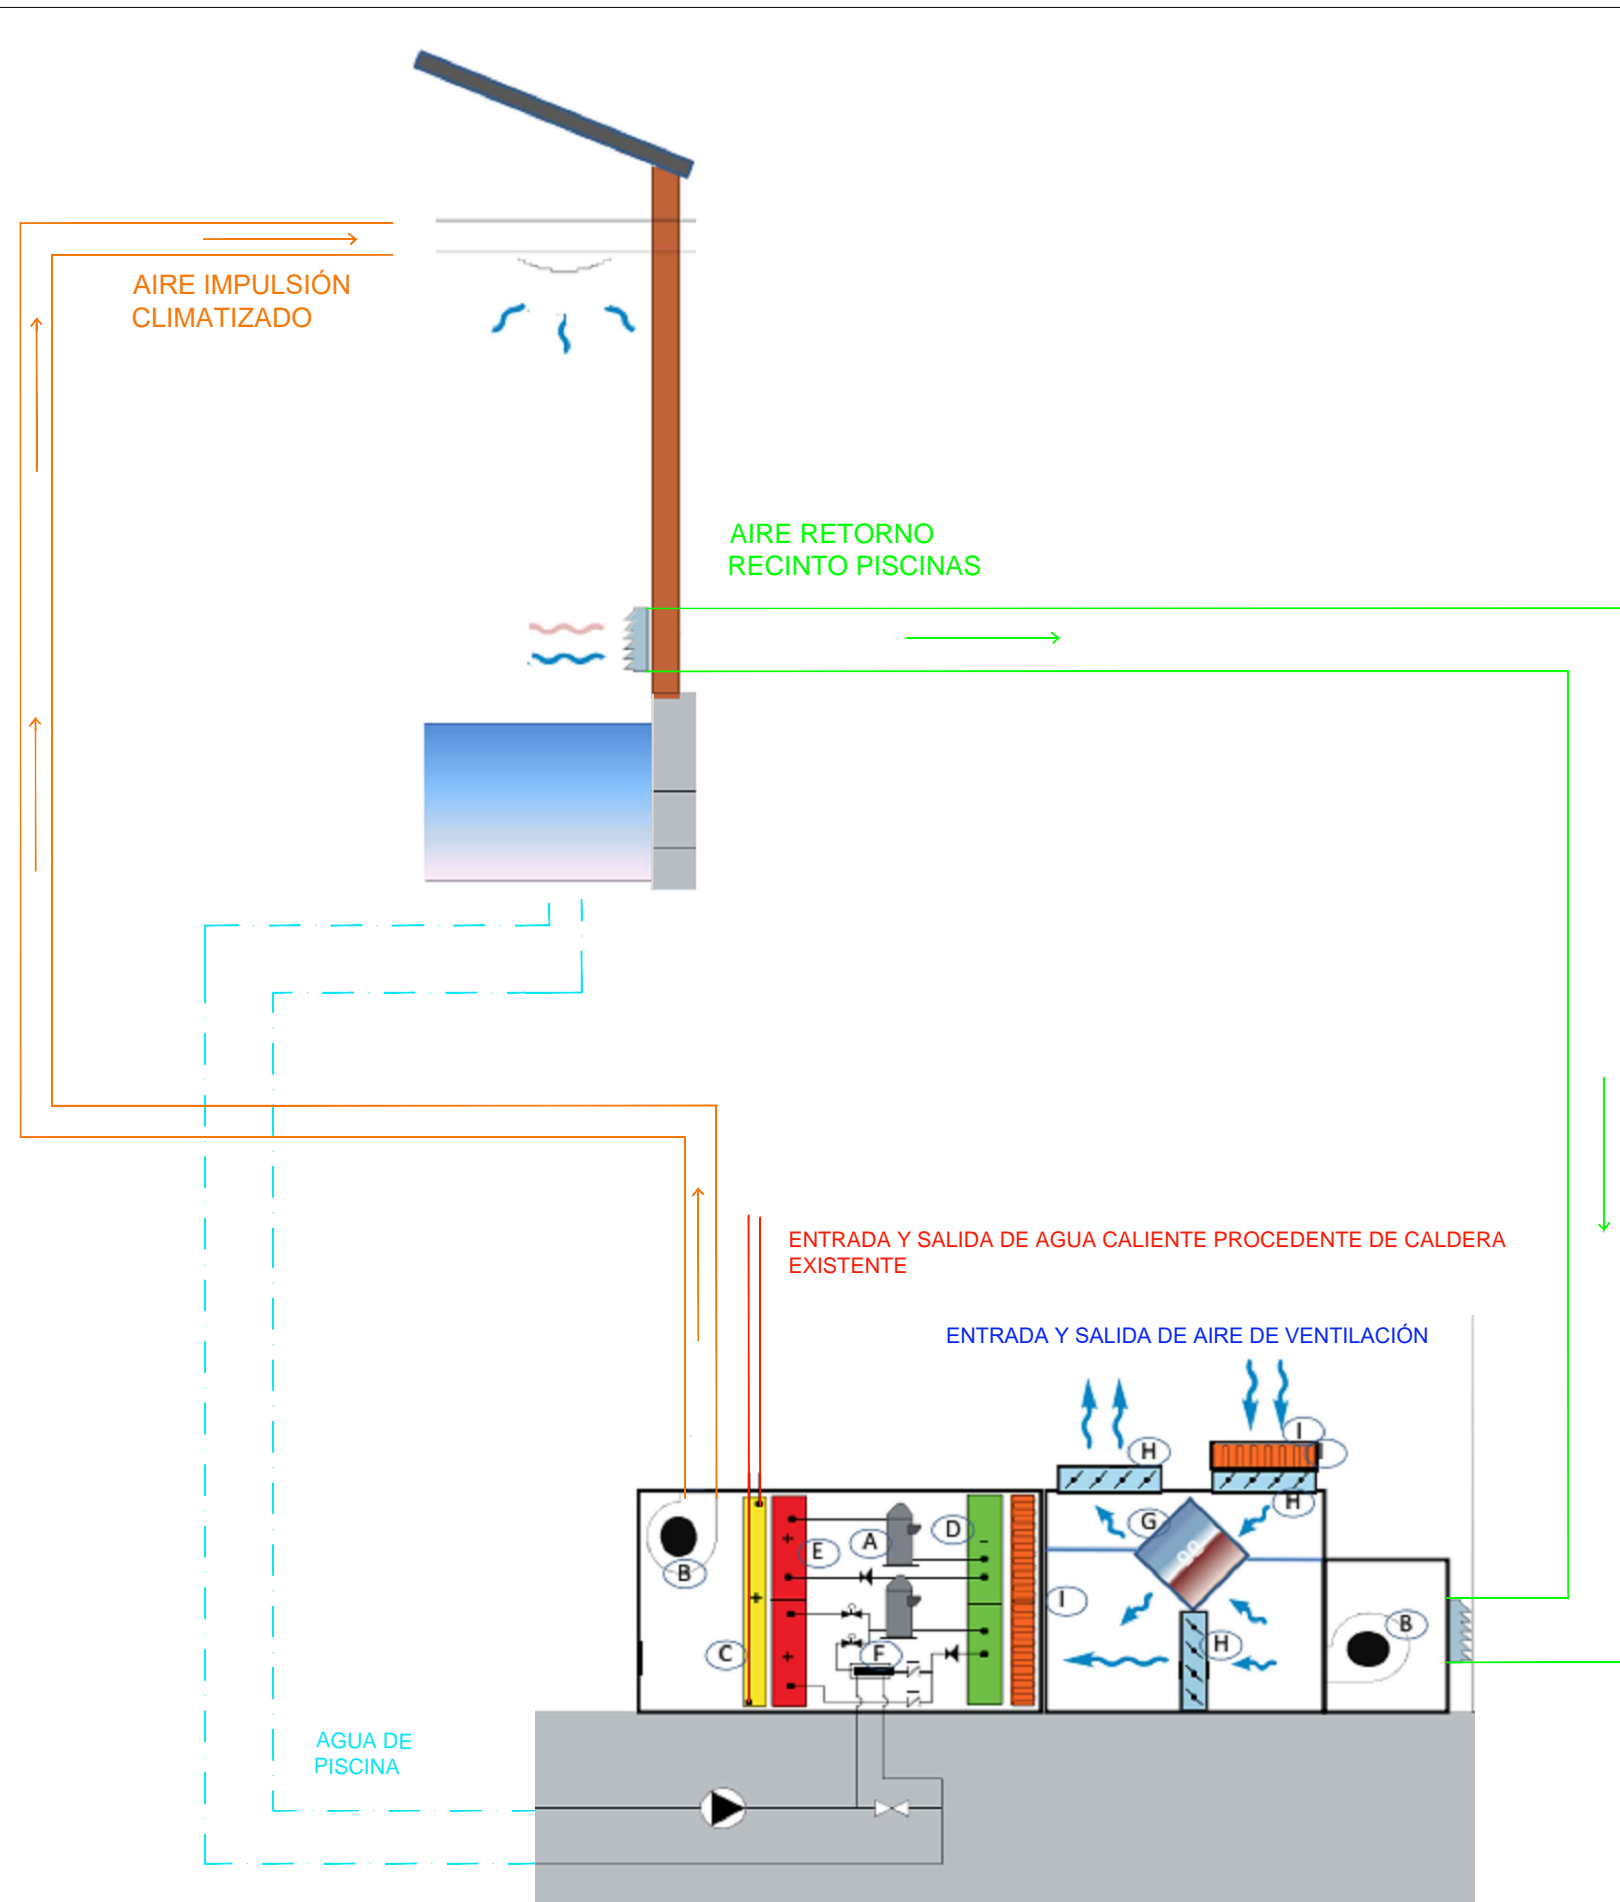 AIRE IMPULSIÓN
CLIMATIZADO
AIRE RETORNO
RECINTO PISCINAS
ENTRADA Y SALIDA DE AGUA CALIENTE PROCEDENTE DE CALDERA
EXISTENTE
ENTRADA Y SALIDA DE AIRE DE VENTILACIÓN
I
I
H
H
G
D
A
E
B
I
B
H
C
F
AGUA DE
PISCINA